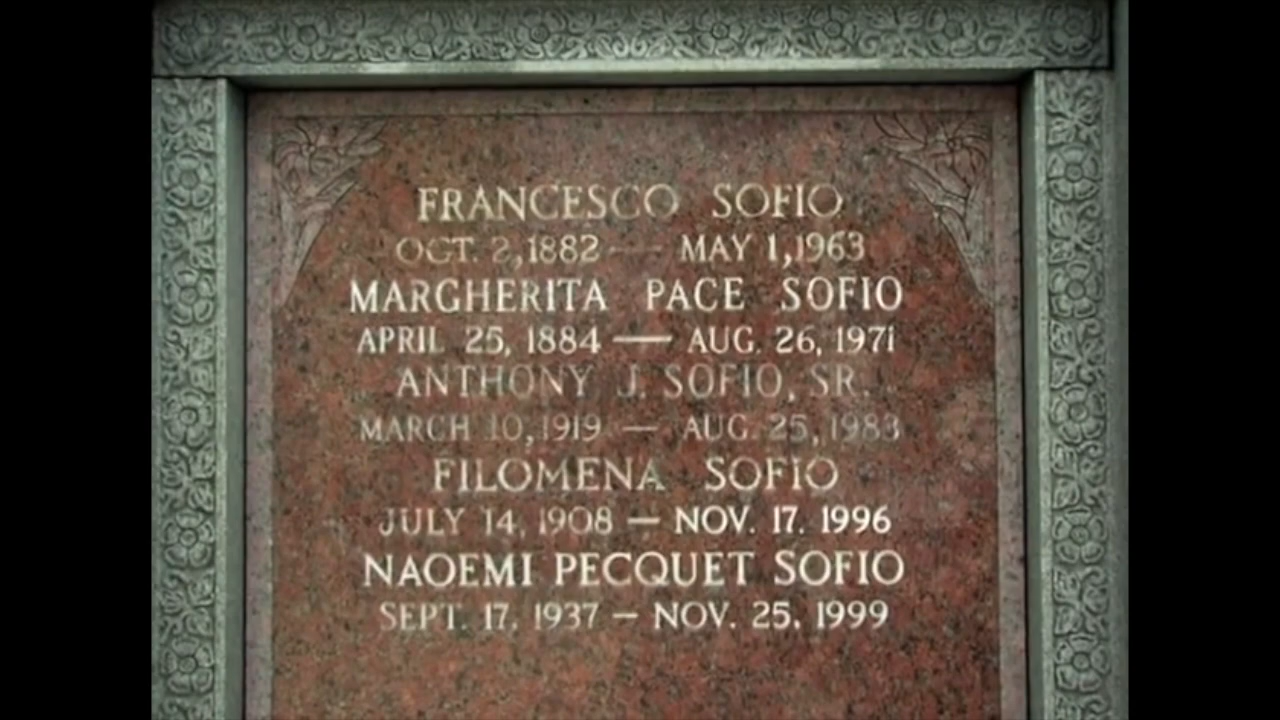 FRANCESCO SOFIO
OCT. 2, 1882 — MAY 1, 1963
MARGHERITA PACE SOFIO
APRIL 25, 1884 — AUG. 26, 1971
ANTHONY J. SOFIO, SR.
MARCH 10, 1919 — AUG. 25, 1983
FILOMENA SOFIO
JULY 14, 1908 — NOV. 17. 1996
NAOEMI PECQUET SOFIO
SEPT. 17, 1937 — NOV. 25, 1999